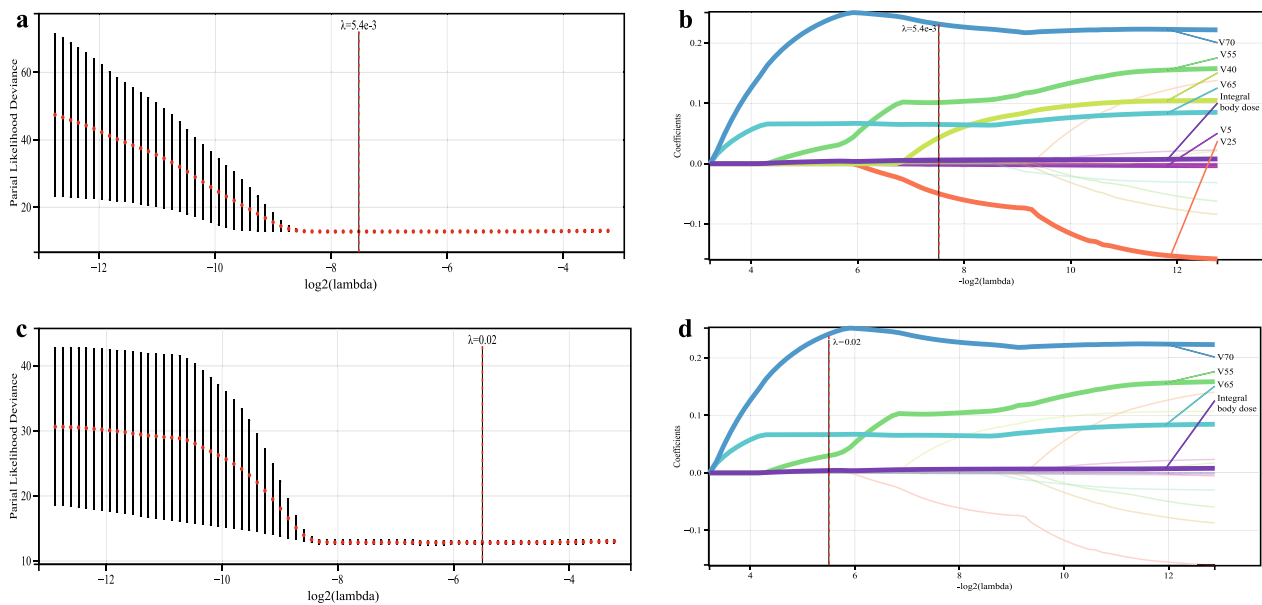 a
λ=5.4e-3
Parial Likelihood Deviance
60
40
20
−12
−10
−8
−6
−4
log2(lambda)
b
λ=5.4e-3
Coefficients
0.2
0.1
0.0
−0.1
4
6
8
10
12
-log2(lambda)
V70
V55
V40
V65
Integral
body dose
V5
V25
c
λ=0.02
Parial Likelihood Deviance
40
30
20
10
−12
−10
−8
−6
−4
log2(lambda)
d
λ=0.02
Coefficients
0.2
0.1
0.0
−0.1
4
6
8
10
12
-log2(lambda)
V70
V55
V65
Integral
body dose